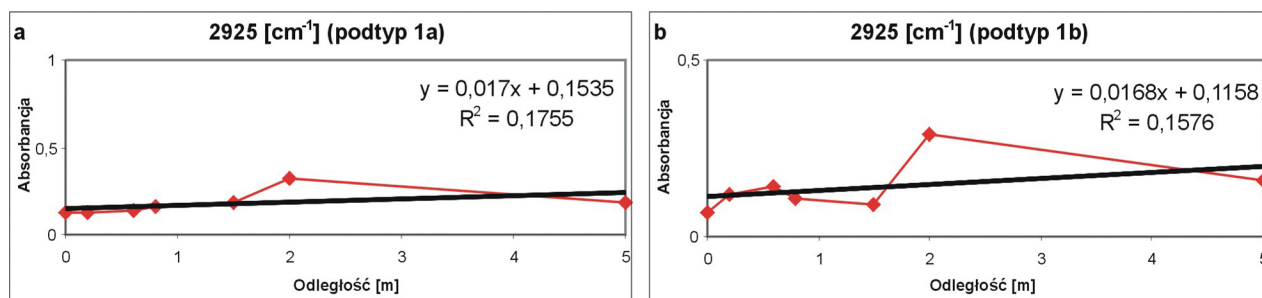 a
2925 [cm⁻¹] (podtyp 1a)
1
y = 0,017x + 0,1535
R² = 0,1755
Absorbancja
0,5
0
0 1 2 3 4 5
Odległość [m]
b
2925 [cm⁻¹] (podtyp 1b)
0,5
y = 0,0168x + 0,1158
R² = 0,1576
Absorbancja
0
0 1 2 3 4 5
Odległość [m]